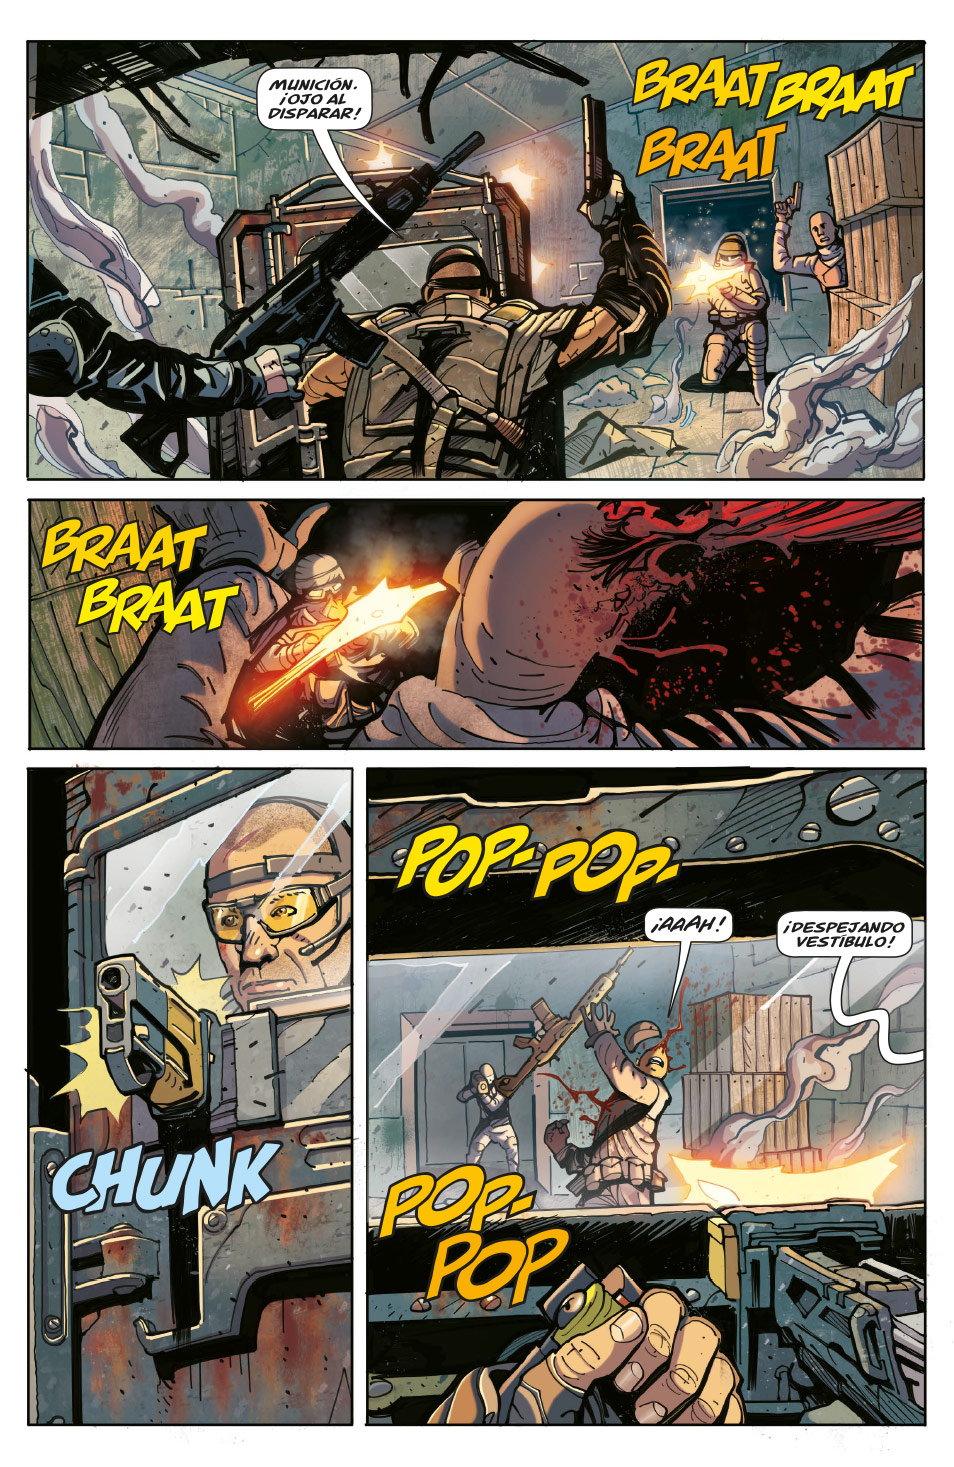 MUNICIÓN.
¡OJO AL
DISPARAR!
BRAAT BRAAT
BRAAT
BRAAT
BRAAT
CHUNK
POP-POP-
¡AAAH!
¡DESPEJANDO
VESTÍBULO!
POP-
POP